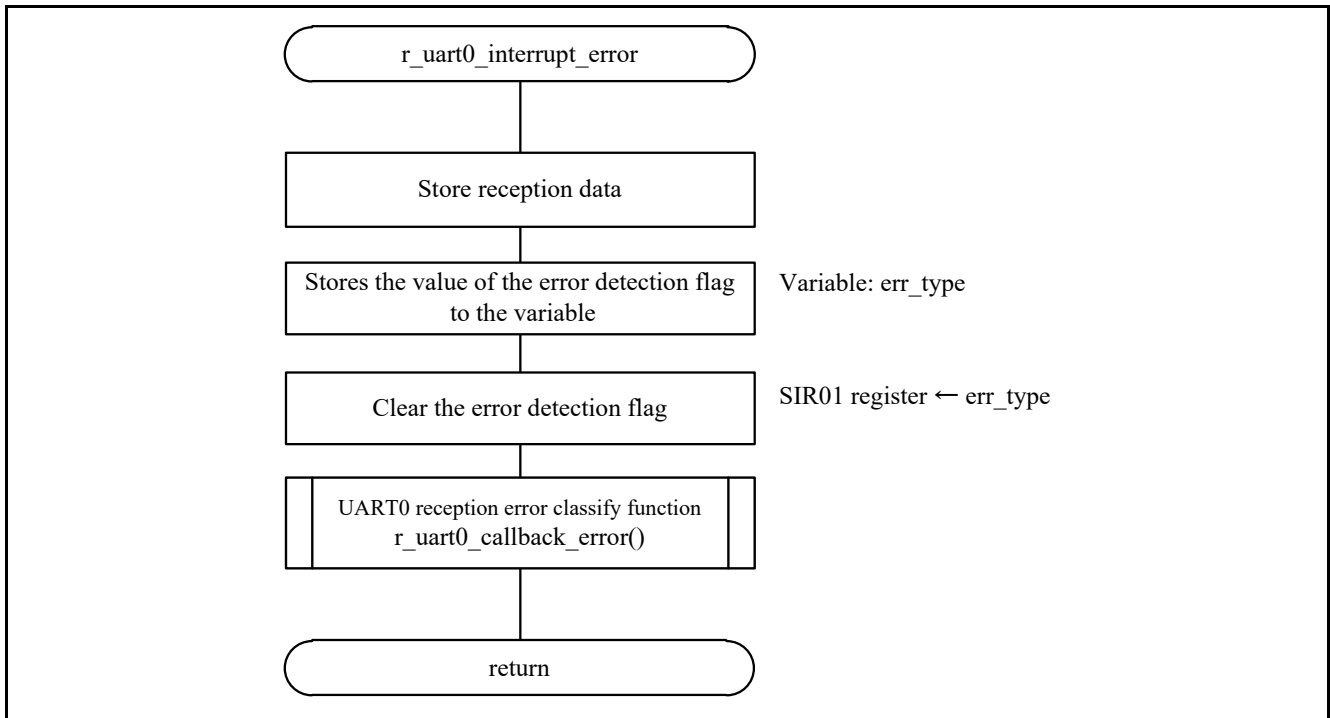 r_uart0_interrupt_error
Store reception data
Stores the value of the error detection flag
to the variable
Variable: err_type
Clear the error detection flag
SIR01 register ← err_type
UART0 reception error classify function
r_uart0_callback_error()
return